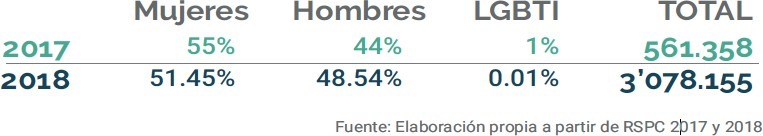 Mujeres Hombres LGBTI TOTAL
2017 55% 44% 1% 561.358
2018 51.45% 48.54% 0.01% 3'078.155
Fuente: Elaboración propia a partir de RSPC 2017 y 2018